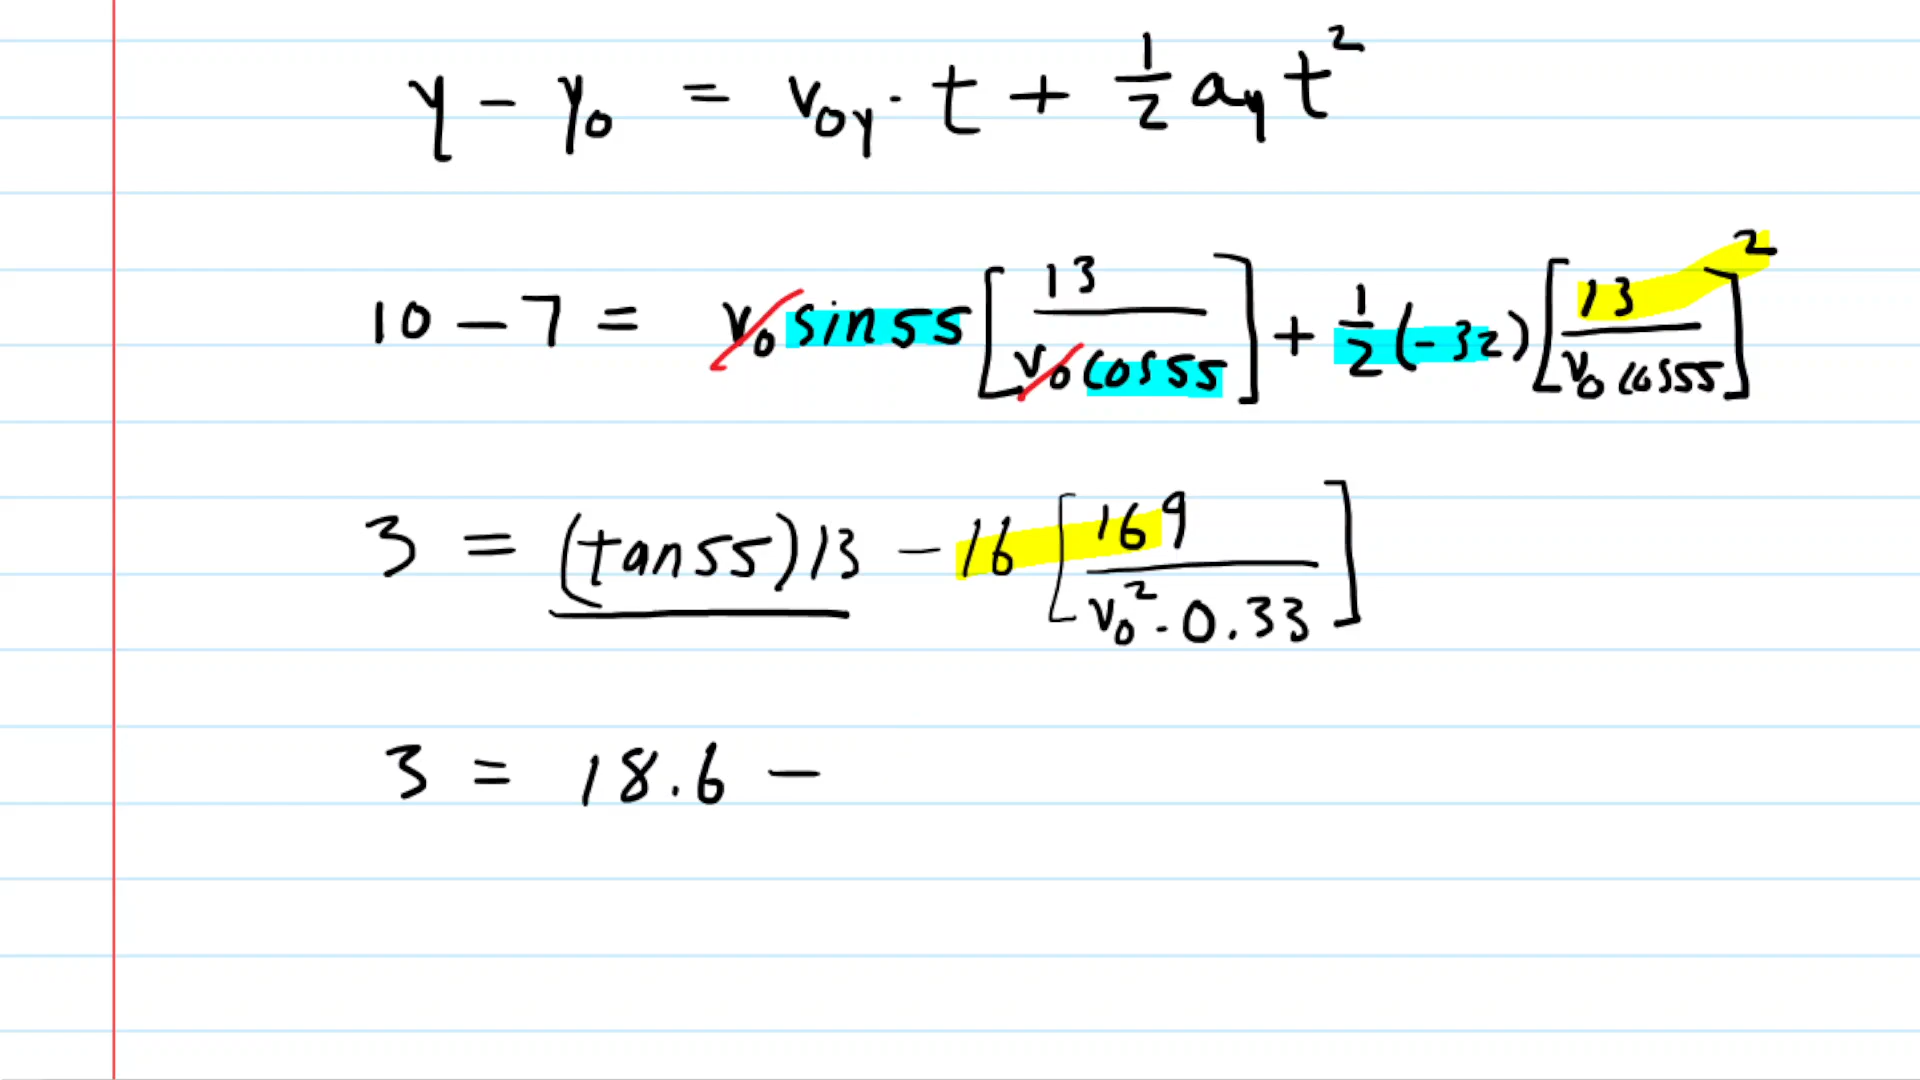 y - y₀ = v₀y · t + 1/2 ay t²
10 - 7 = v₀ sin55 [13 / v₀ cos55] + 1/2 (-32) [13 / v₀ cos55]²
3 = (tan55)13 - 16 [169 / v₀² · 0.33]
3 = 18.6 -